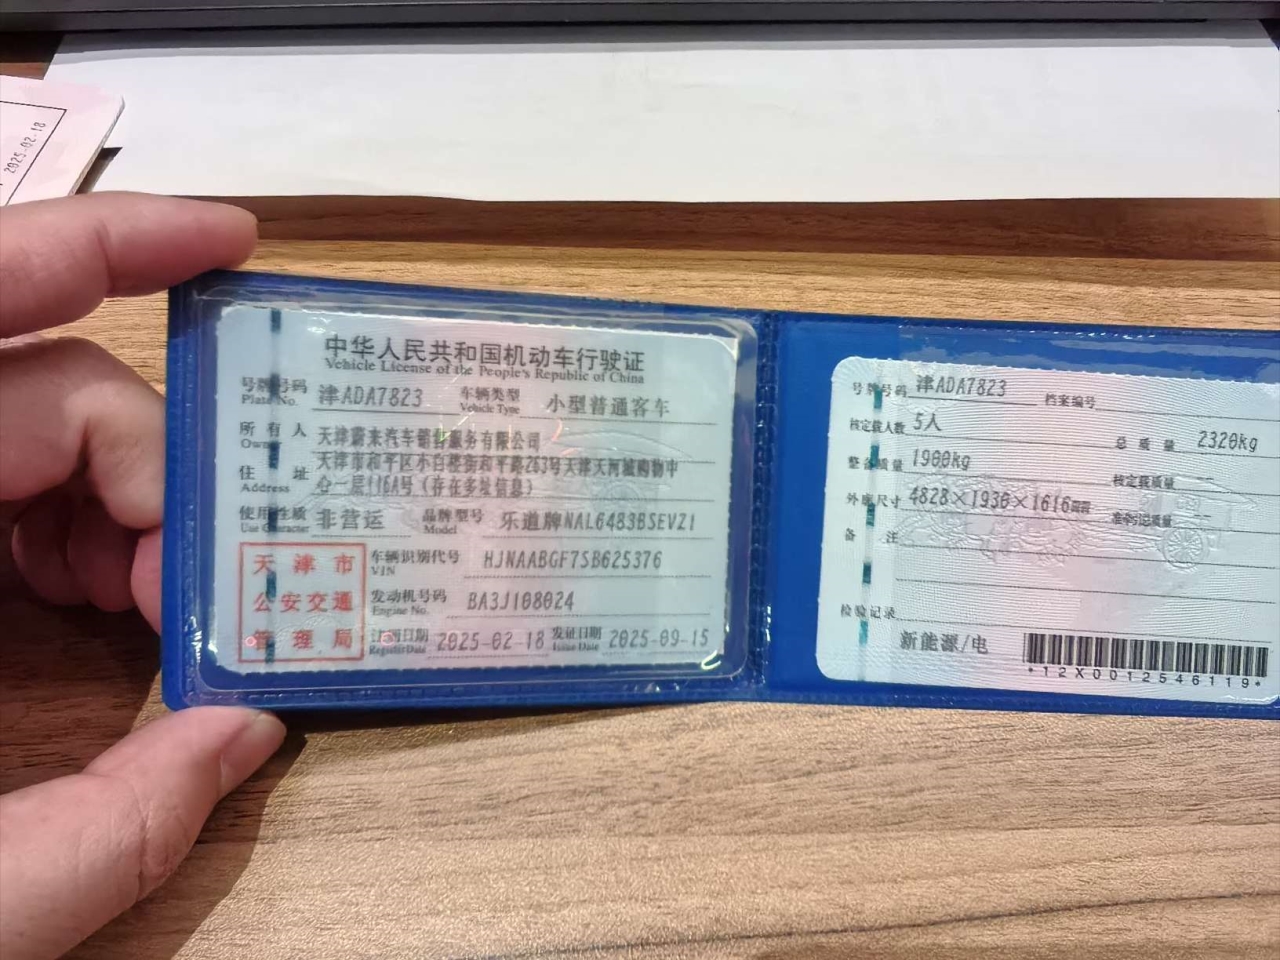 2025-02-18
中华人民共和国机动车行驶证
Vehicle License of the People's Republic of China
号牌号码 Plate No. 津ADA7823 车辆类型 Vehicle Type 小型普通客车
所有人 Owner 天津蔚来汽车销售服务有限公司
住址 Address 天津市和平区小白楼街和平路263号天津天河城购物中
心一层116A号（存在多址信息）
使用性质 Use Character 非营运 品牌型号 Model 乐道牌NAL6483BSEVZ1
车辆识别代号 VIN HJNAABGF7SB625376
发动机号码 Engine No. BA3J108024
注册日期 Register Date 2025-02-18 发证日期 Issue Date 2025-09-15
天津市
公安交通
管理局
号牌号码 津ADA7823 档案编号
核定载人数 5人 总质量 2320kg
整备质量 1900kg 核定载质量 --
外廓尺寸 4828×1936×1616mm 准牵引总质量 --
备注
检验记录
新能源/电
*12X0012546119*